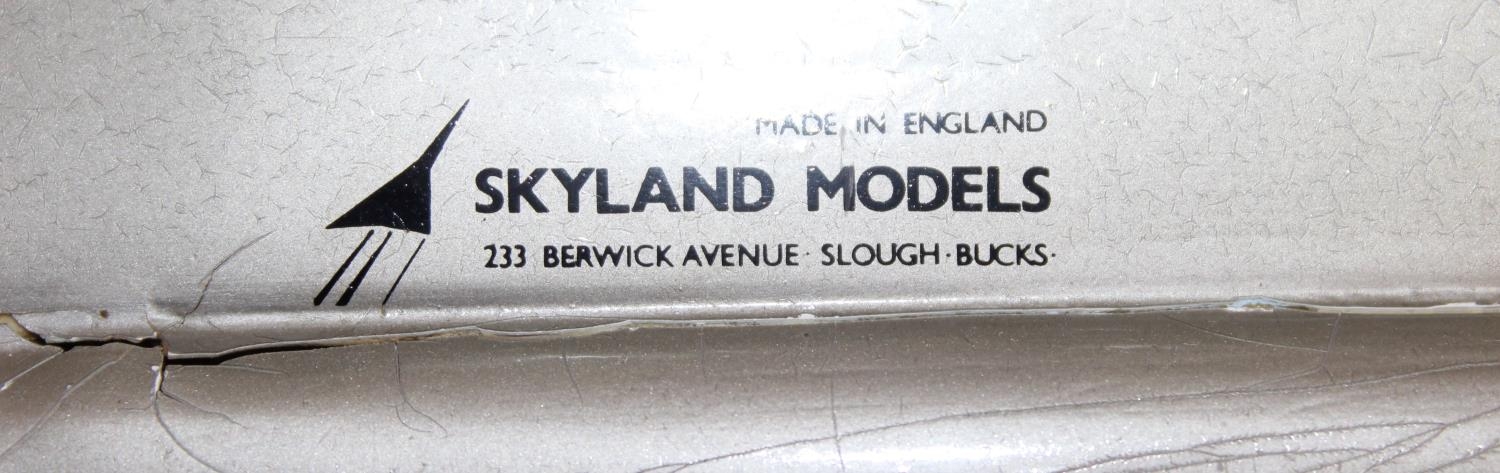 MADE IN ENGLAND
SKYLAND MODELS
233 BERWICK AVENUE · SLOUGH · BUCKS ·